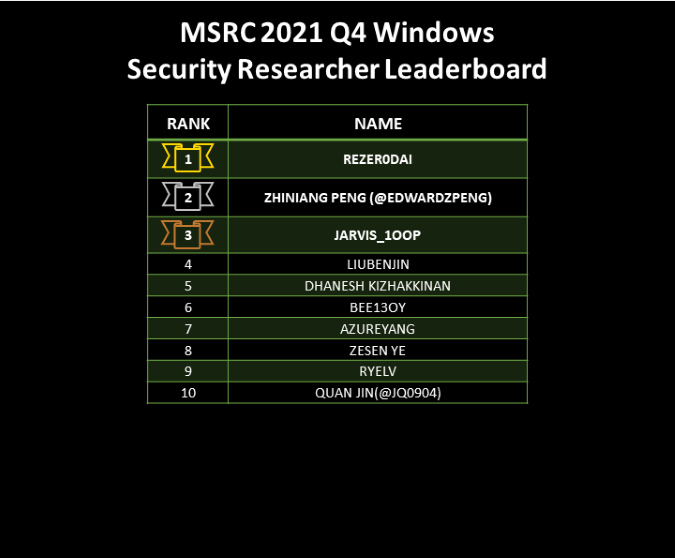 MSRC 2021 Q4 Windows
Security Researcher Leaderboard
RANK NAME
1 REZER0DAI
2 ZHINIANG PENG (@EDWARDZPENG)
3 JARVIS_1OOP
4 LIUBENJIN
5 DHANESH KIZHAKKINAN
6 BEE13OY
7 AZUREYANG
8 ZESEN YE
9 RYELV
10 QUAN JIN(@JQ0904)